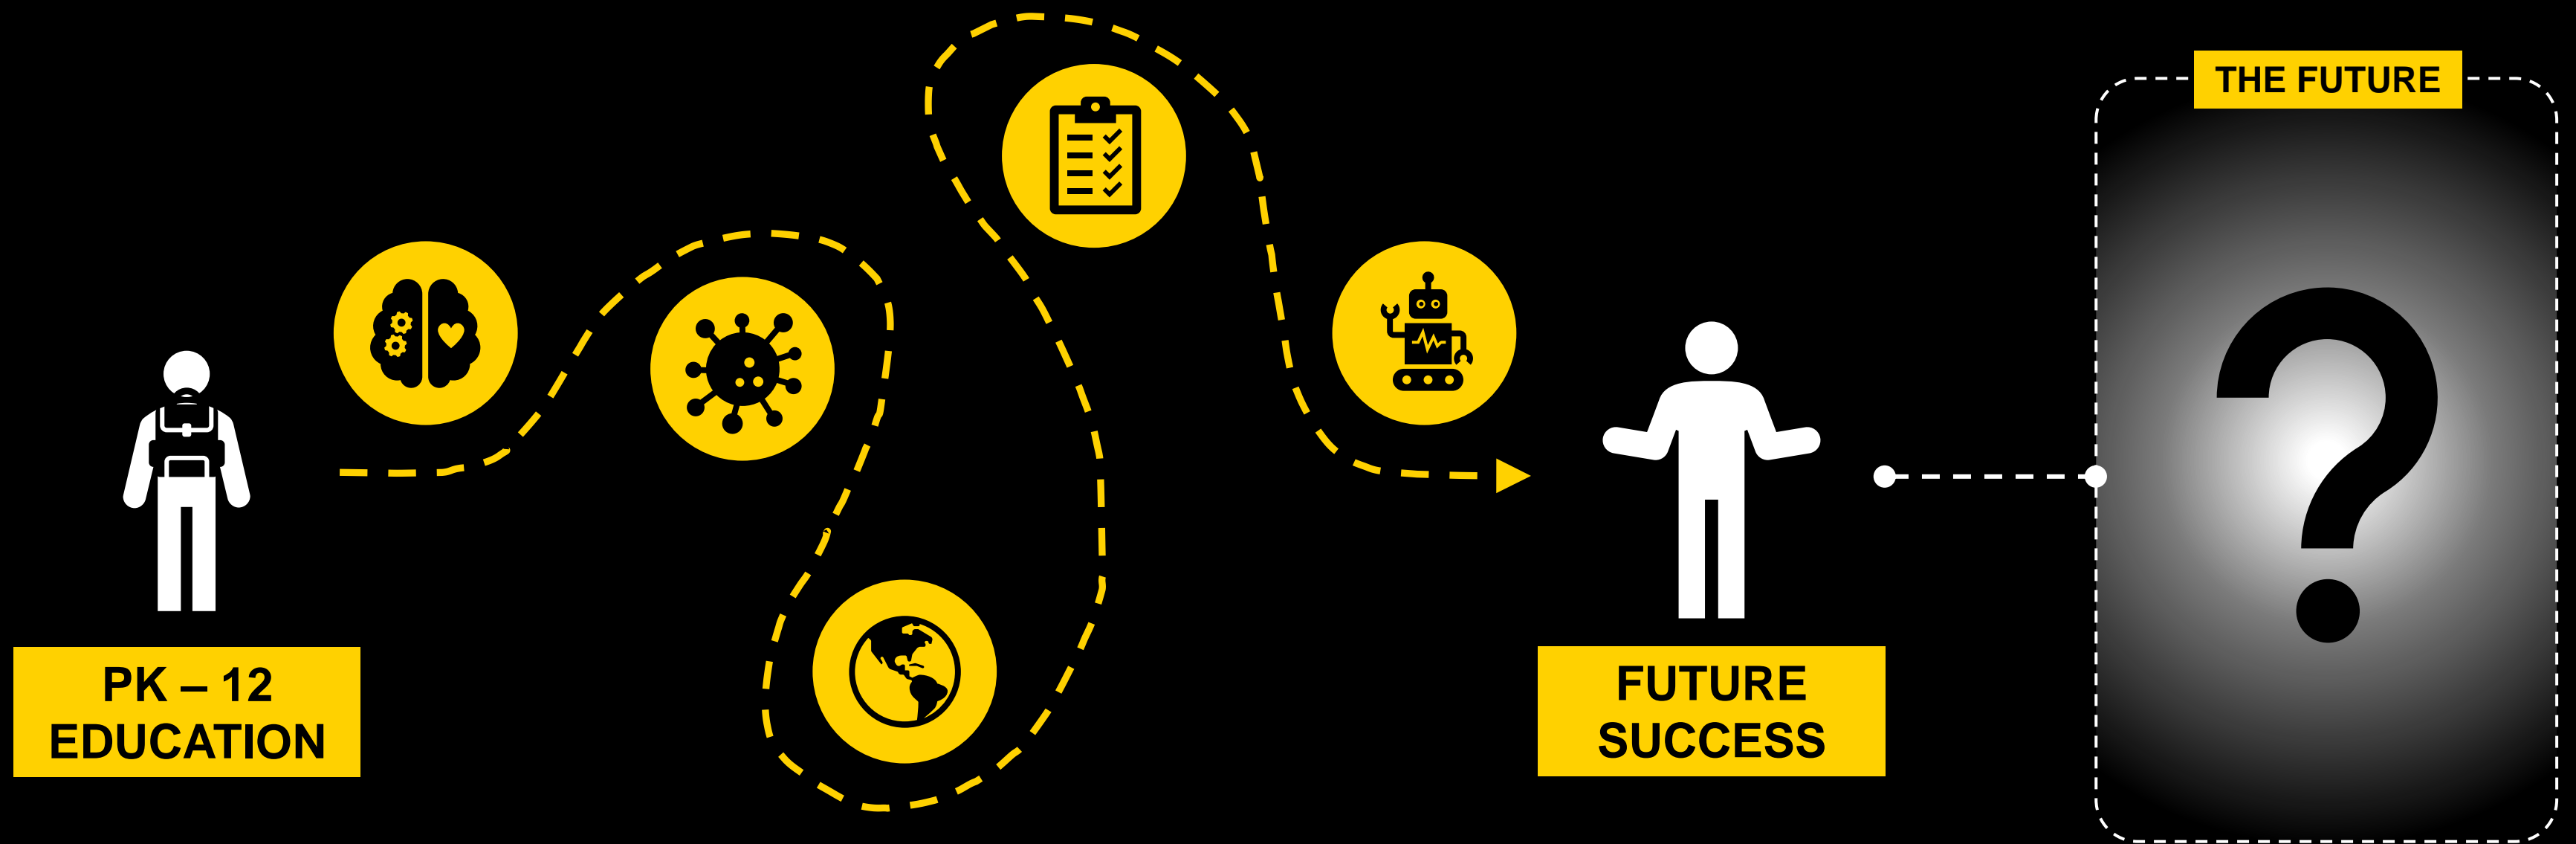 THE FUTURE
PK – 12
EDUCATION
FUTURE
SUCCESS
?